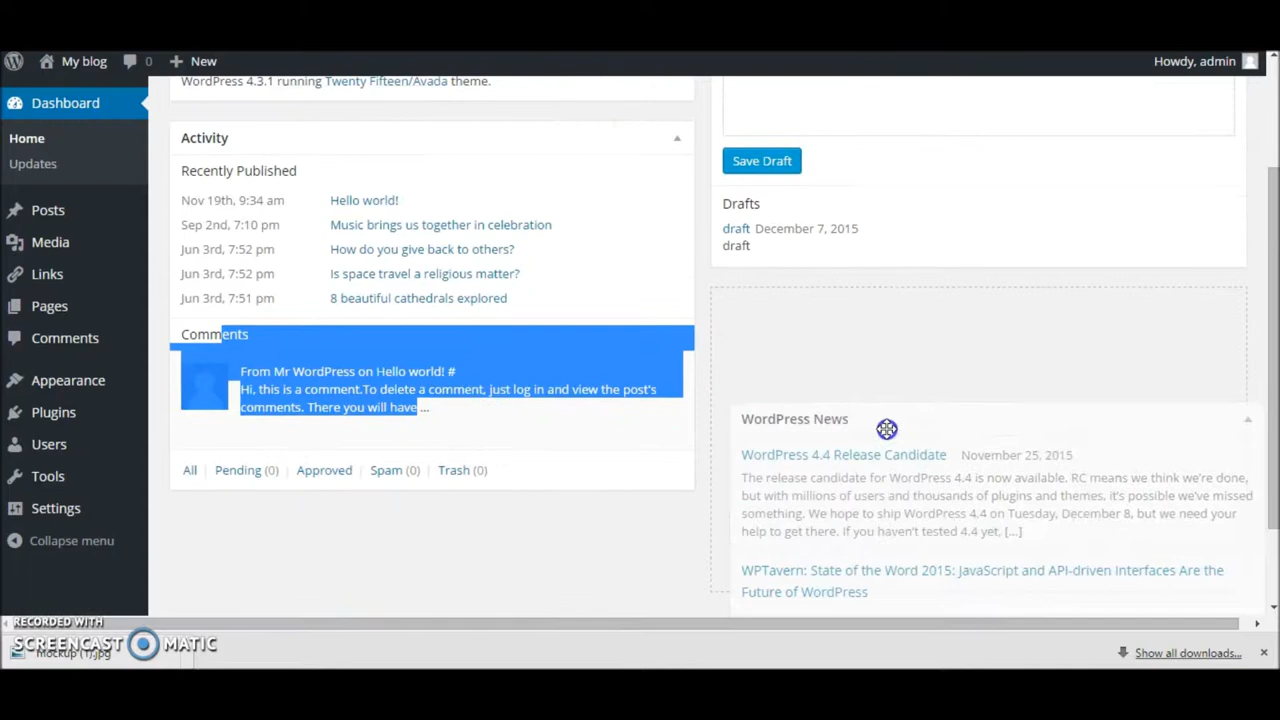 My blog 0 New Howdy, admin
WordPress 4.3.1 running Twenty Fifteen/Avada theme.
Dashboard
Home
Updates
Posts
Media
Links
Pages
Comments
Appearance
Plugins
Users
Tools
Settings
Collapse menu
Activity
Recently Published
Nov 19th, 9:34 am Hello world!
Sep 2nd, 7:10 pm Music brings us together in celebration
Jun 3rd, 7:52 pm How do you give back to others?
Jun 3rd, 7:52 pm Is space travel a religious matter?
Jun 3rd, 7:51 pm 8 beautiful cathedrals explored
Comments
From Mr WordPress on Hello world! #
Hi, this is a comment.To delete a comment, just log in and view the post's
comments. There you will have ...
All | Pending (0) | Approved | Spam (0) | Trash (0)
Save Draft
Drafts
draft December 7, 2015
draft
WordPress News
WordPress 4.4 Release Candidate November 25, 2015
The release candidate for WordPress 4.4 is now available. RC means we think we're done,
but with millions of users and thousands of plugins and themes, it's possible we've missed
something. We hope to ship WordPress 4.4 on Tuesday, December 8, but we need your
help to get there. If you haven't tested 4.4 yet, [...]
WPTavern: State of the Word 2015: JavaScript and API-driven Interfaces Are the
Future of WordPress
RECORDED WITH
SCREENCAST MATIC
mockup (1).jpg
Show all downloads...